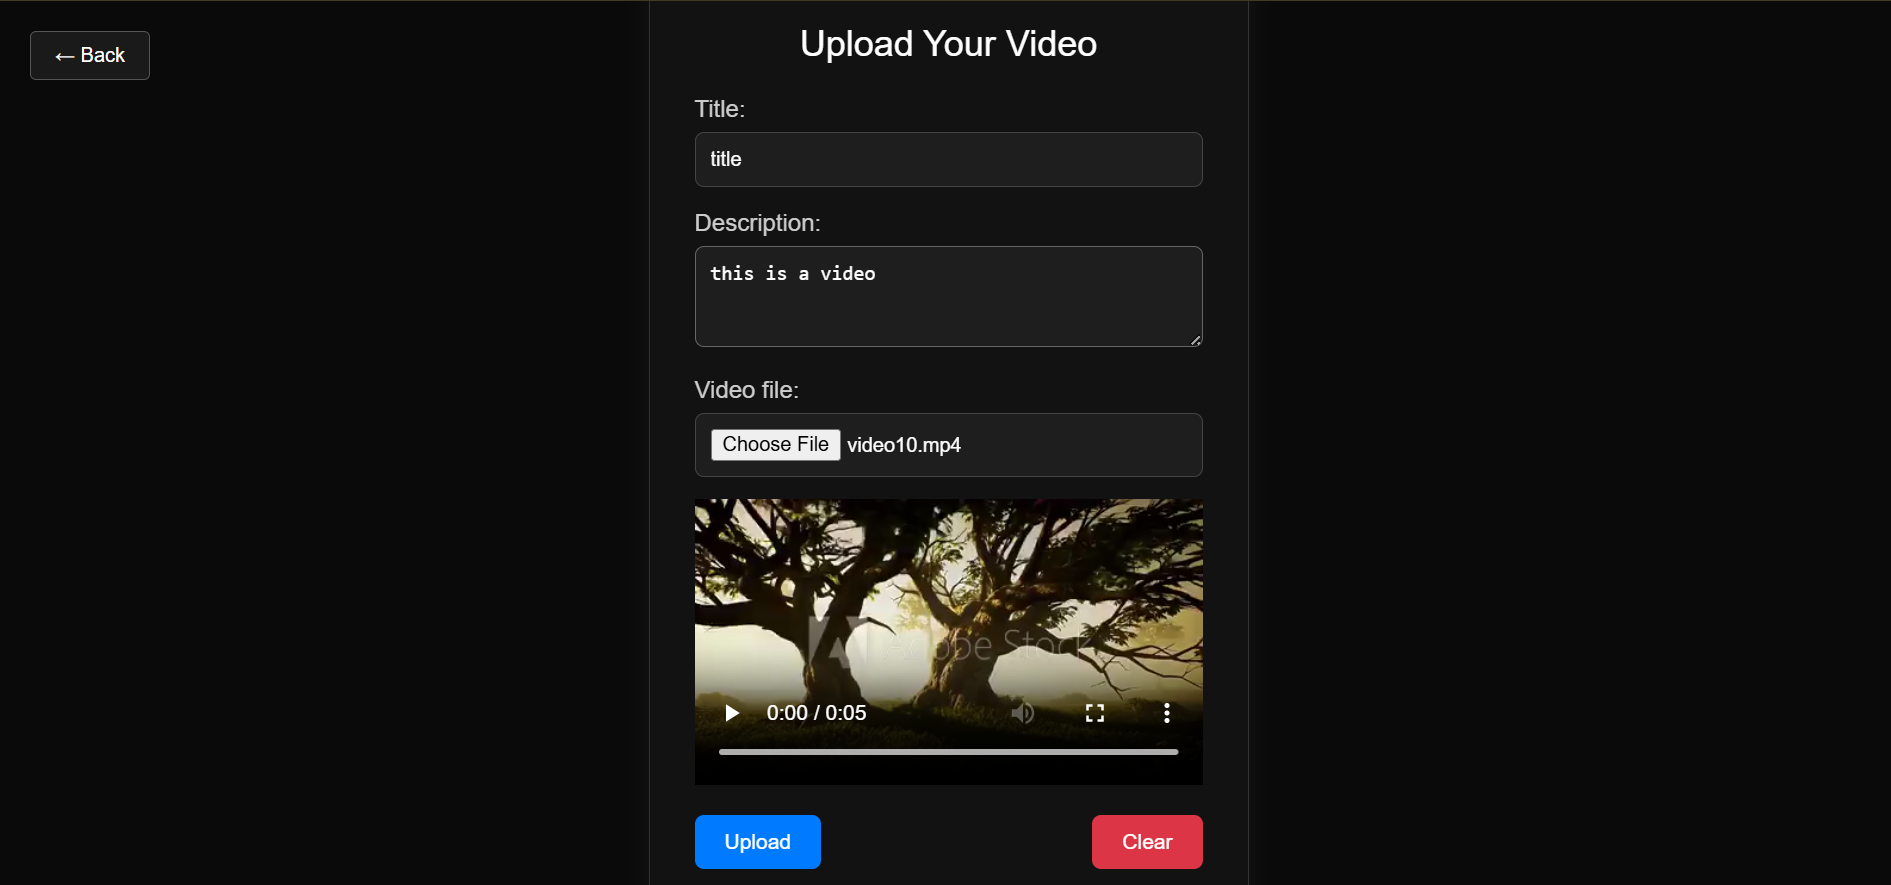 ← Back
Upload Your Video
Title:
title
Description:
this is a video
Video file:
Choose File video10.mp4
Adobe Stock
0:00 / 0:05
Upload
Clear